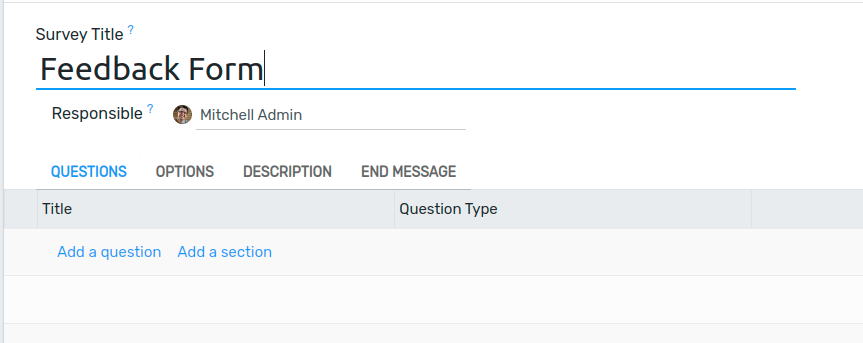 Survey Title ?
Feedback Form
Responsible ? Mitchell Admin
QUESTIONS OPTIONS DESCRIPTION END MESSAGE
Title Question Type
Add a question Add a section